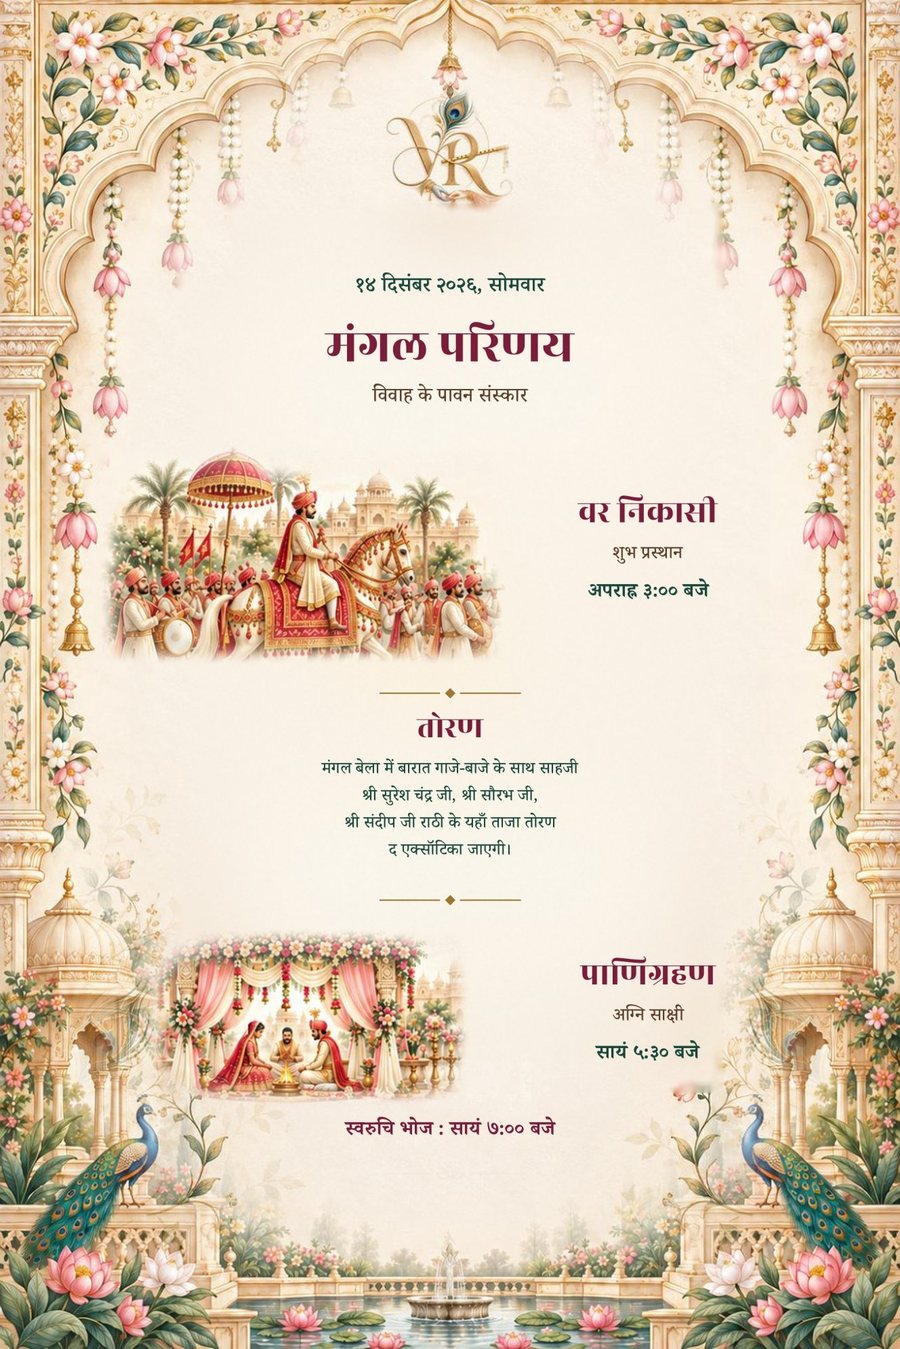 VR
१४ दिसंबर २०२६, सोमवार
मंगल परिणय
विवाह के पावन संस्कार
वर निकासी
शुभ प्रस्थान
अपराह्न ३:०० बजे
तोरण
मंगल बेला में बारात गाजे-बाजे के साथ साहजी
श्री सुरेश चंद्र जी, श्री सौरभ जी,
श्री संदीप जी राठी के यहाँ ताजा तोरण
द एक्सॉटिका जाएगी।
पाणिग्रहण
अग्नि साक्षी
सायं ५:३० बजे
स्वरुचि भोज : सायं ७:०० बजे